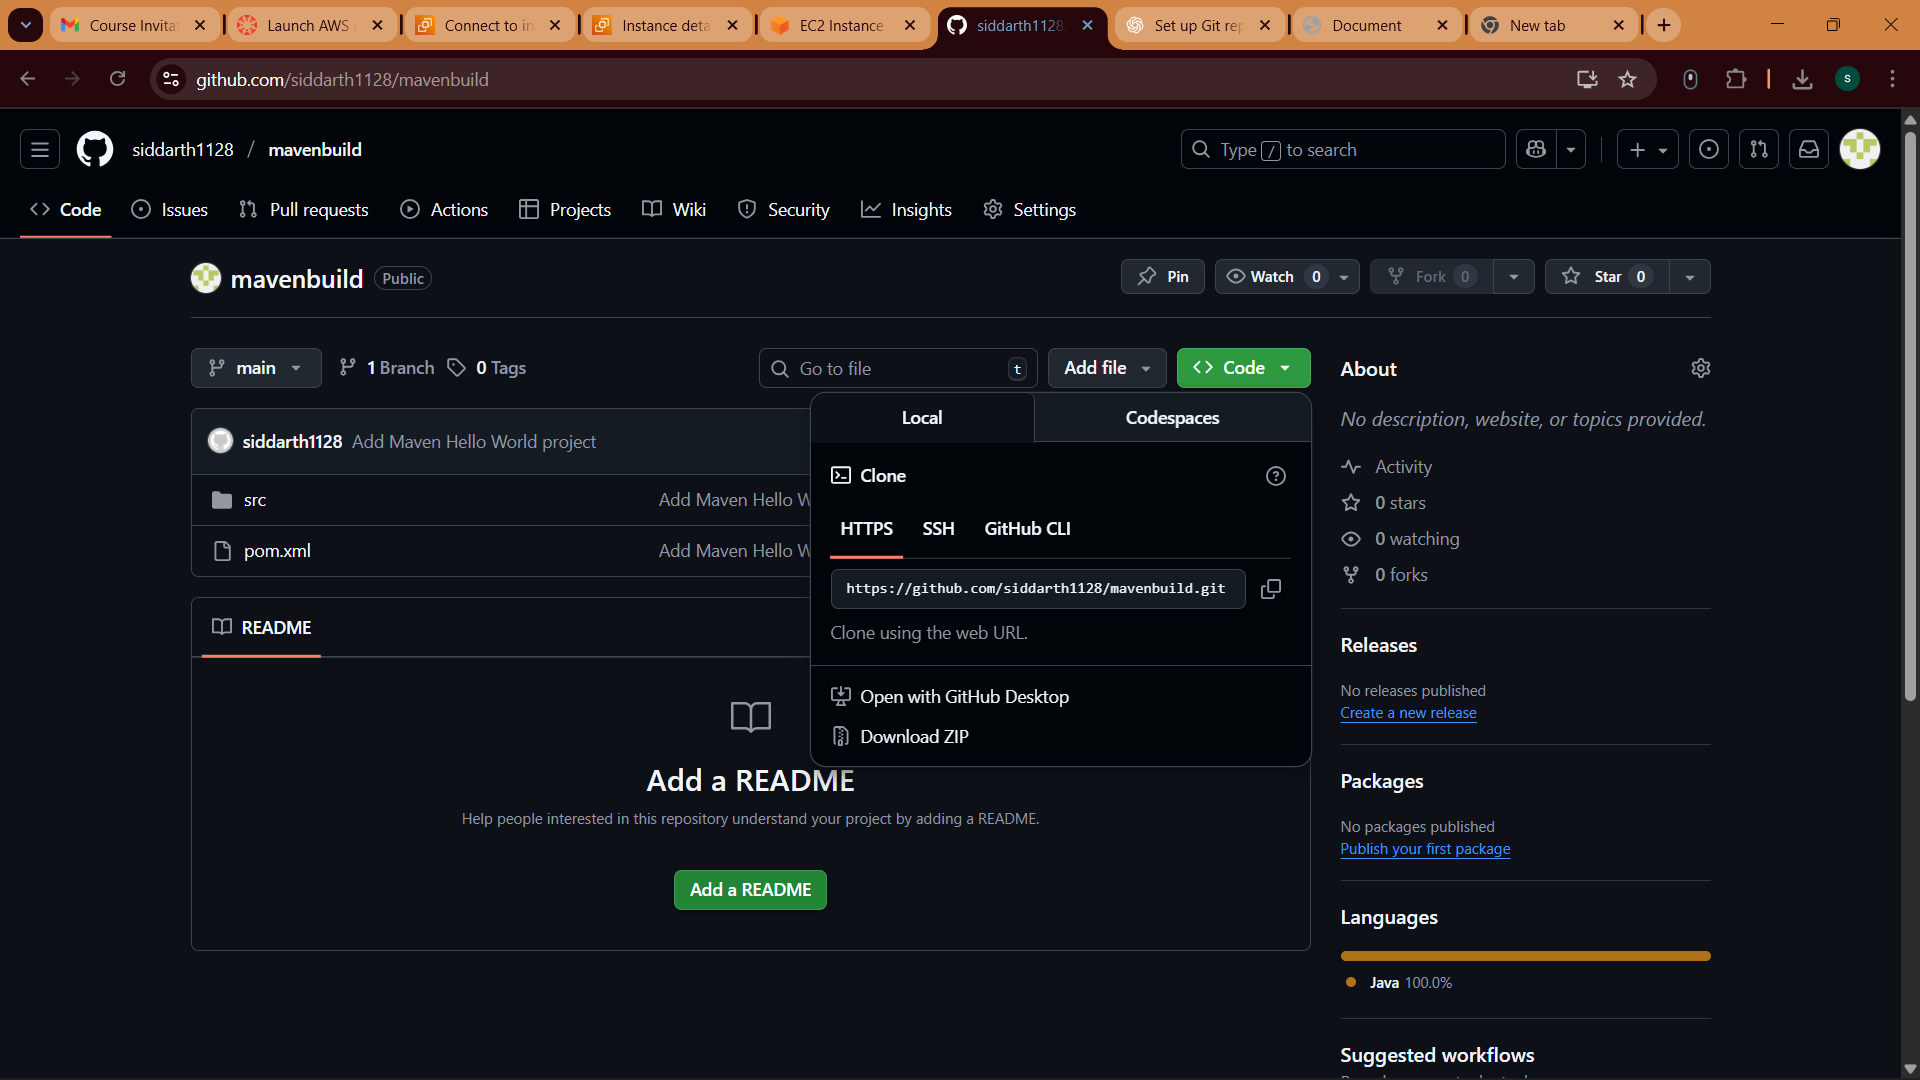 Course Invita
Launch AWS
Connect to in
Instance deta
EC2 Instance
siddarth1128
Set up Git rep
Document
New tab
github.com/siddarth1128/mavenbuild
S
siddarth1128 / mavenbuild
Type / to search
Code
Issues
Pull requests
Actions
Projects
Wiki
Security
Insights
Settings
mavenbuild Public
Pin
Watch 0
Fork 0
Star 0
main
1 Branch
0 Tags
Go to file t
Add file
Code
siddarth1128 Add Maven Hello World project
src Add Maven Hello W
pom.xml Add Maven Hello W
Local
Codespaces
Clone
HTTPS
SSH
GitHub CLI
https://github.com/siddarth1128/mavenbuild.git
Clone using the web URL.
Open with GitHub Desktop
Download ZIP
README
Add a README
Help people interested in this repository understand your project by adding a README.
Add a README
About
No description, website, or topics provided.
Activity
0 stars
0 watching
0 forks
Releases
No releases published
Create a new release
Packages
No packages published
Publish your first package
Languages
Java 100.0%
Suggested workflows